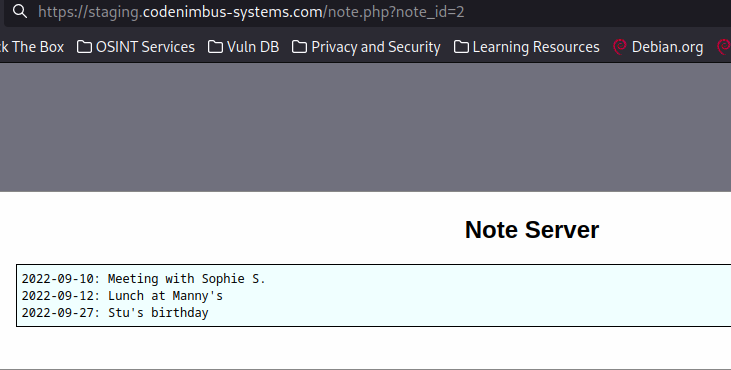 https://staging.codenimbus-systems.com/note.php?note_id=2
k The Box OSINT Services Vuln DB Privacy and Security Learning Resources Debian.org
Note Server
2022-09-10: Meeting with Sophie S.
2022-09-12: Lunch at Manny's
2022-09-27: Stu's birthday